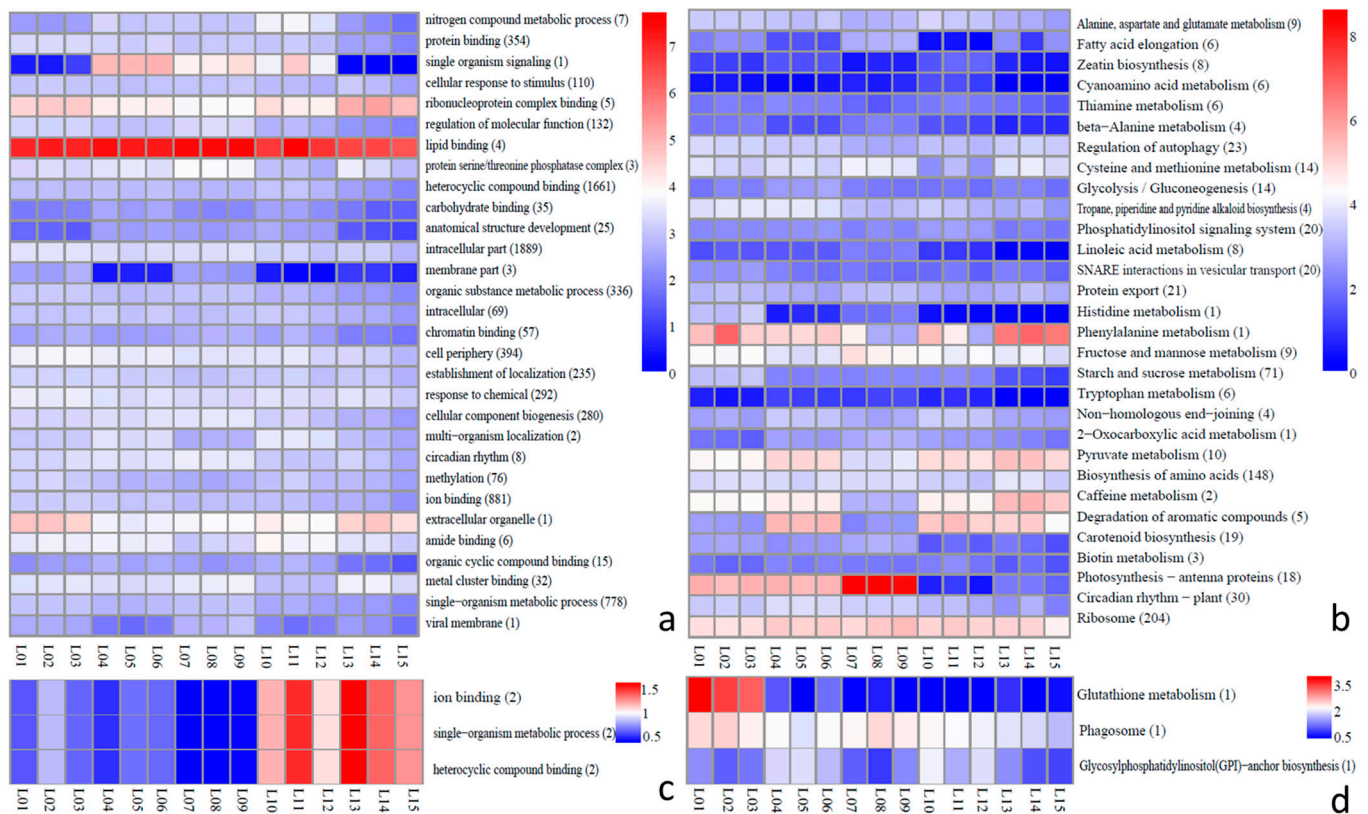 nitrogen compound metabolic process (7)
protein binding (354)
single organism signaling (1)
cellular response to stimulus (110)
ribonucleoprotein complex binding (5)
regulation of molecular function (132)
lipid binding (4)
protein serine/threonine phosphatase complex (3)
heterocyclic compound binding (1661)
carbohydrate binding (35)
anatomical structure development (25)
intracellular part (1889)
membrane part (3)
organic substance metabolic process (336)
intracellular (69)
chromatin binding (57)
cell periphery (394)
establishment of localization (235)
response to chemical (292)
cellular component biogenesis (280)
multi-organism localization (2)
circadian rhythm (8)
methylation (76)
ion binding (881)
extracellular organelle (1)
amide binding (6)
organic cyclic compound binding (15)
metal cluster binding (32)
single-organism metabolic process (778)
viral membrane (1)
7
6
5
4
3
2
1
0
a
L01 L02 L03 L04 L05 L06 L07 L08 L09 L10 L11 L12 L13 L14 L15
Alanine, aspartate and glutamate metabolism (9)
Fatty acid elongation (6)
Zeatin biosynthesis (8)
Cyanoamino acid metabolism (6)
Thiamine metabolism (6)
beta-Alanine metabolism (4)
Regulation of autophagy (23)
Cysteine and methionine metabolism (14)
Glycolysis / Gluconeogenesis (14)
Tropane, piperidine and pyridine alkaloid biosynthesis (4)
Phosphatidylinositol signaling system (20)
Linoleic acid metabolism (8)
SNARE interactions in vesicular transport (20)
Protein export (21)
Histidine metabolism (1)
Phenylalanine metabolism (1)
Fructose and mannose metabolism (9)
Starch and sucrose metabolism (71)
Tryptophan metabolism (6)
Non-homologous end-joining (4)
2-Oxocarboxylic acid metabolism (1)
Pyruvate metabolism (10)
Biosynthesis of amino acids (148)
Caffeine metabolism (2)
Degradation of aromatic compounds (5)
Carotenoid biosynthesis (19)
Biotin metabolism (3)
Photosynthesis - antenna proteins (18)
Circadian rhythm - plant (30)
Ribosome (204)
8
6
4
2
0
b
L01 L02 L03 L04 L05 L06 L07 L08 L09 L10 L11 L12 L13 L14 L15
ion binding (2)
single-organism metabolic process (2)
heterocyclic compound binding (2)
1.5
1
0.5
c
L01 L02 L03 L04 L05 L06 L07 L08 L09 L10 L11 L12 L13 L14 L15
Glutathione metabolism (1)
Phagosome (1)
Glycosylphosphatidylinositol(GPI)-anchor biosynthesis (1)
3.5
2
0.5
d
L01 L02 L03 L04 L05 L06 L07 L08 L09 L10 L11 L12 L13 L14 L15